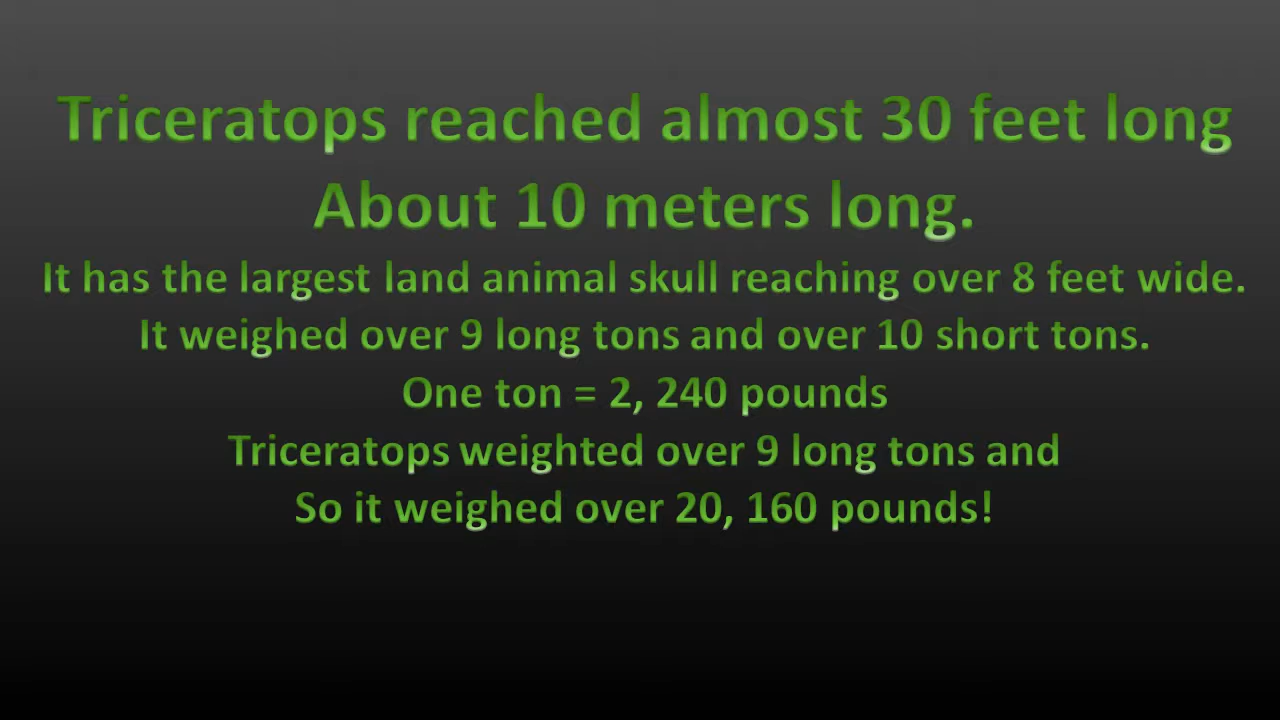 Triceratops reached almost 30 feet long
About 10 meters long.
It has the largest land animal skull reaching over 8 feet wide.
It weighed over 9 long tons and over 10 short tons.
One ton = 2, 240 pounds
Triceratops weighted over 9 long tons and
So it weighed over 20, 160 pounds!